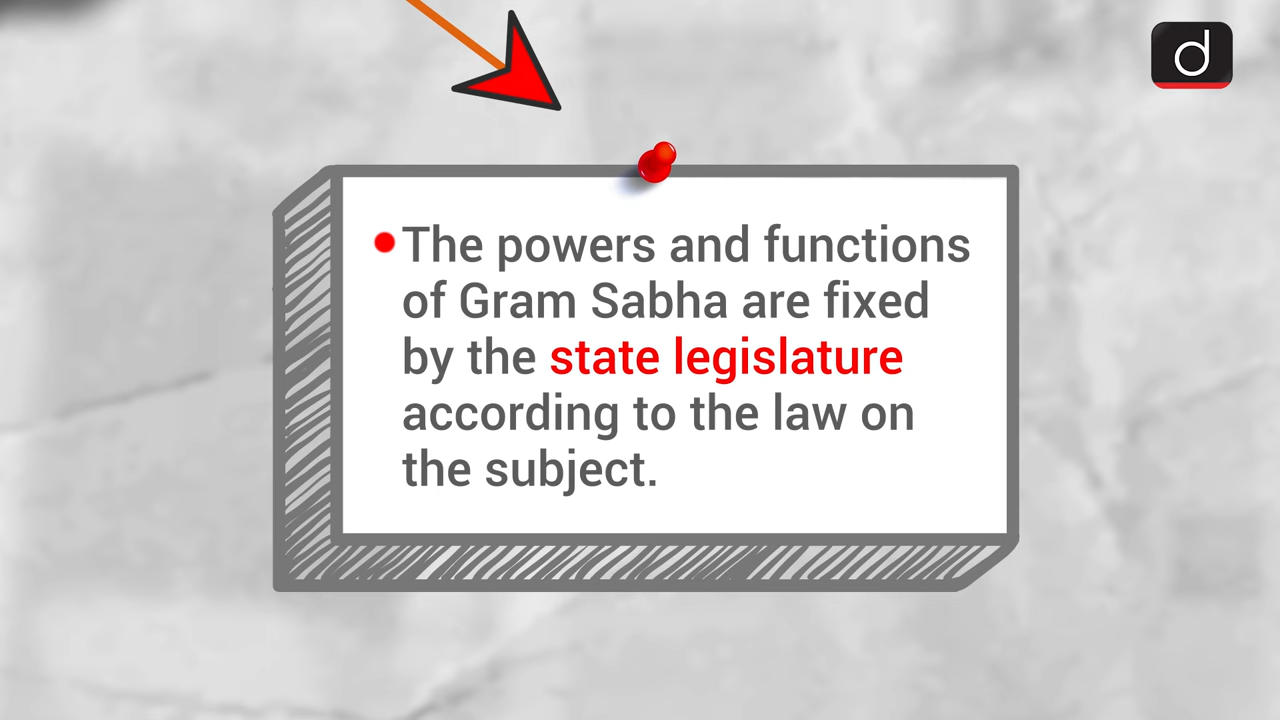 d
The powers and functions
of Gram Sabha are fixed
by the state legislature
according to the law on
the subject.